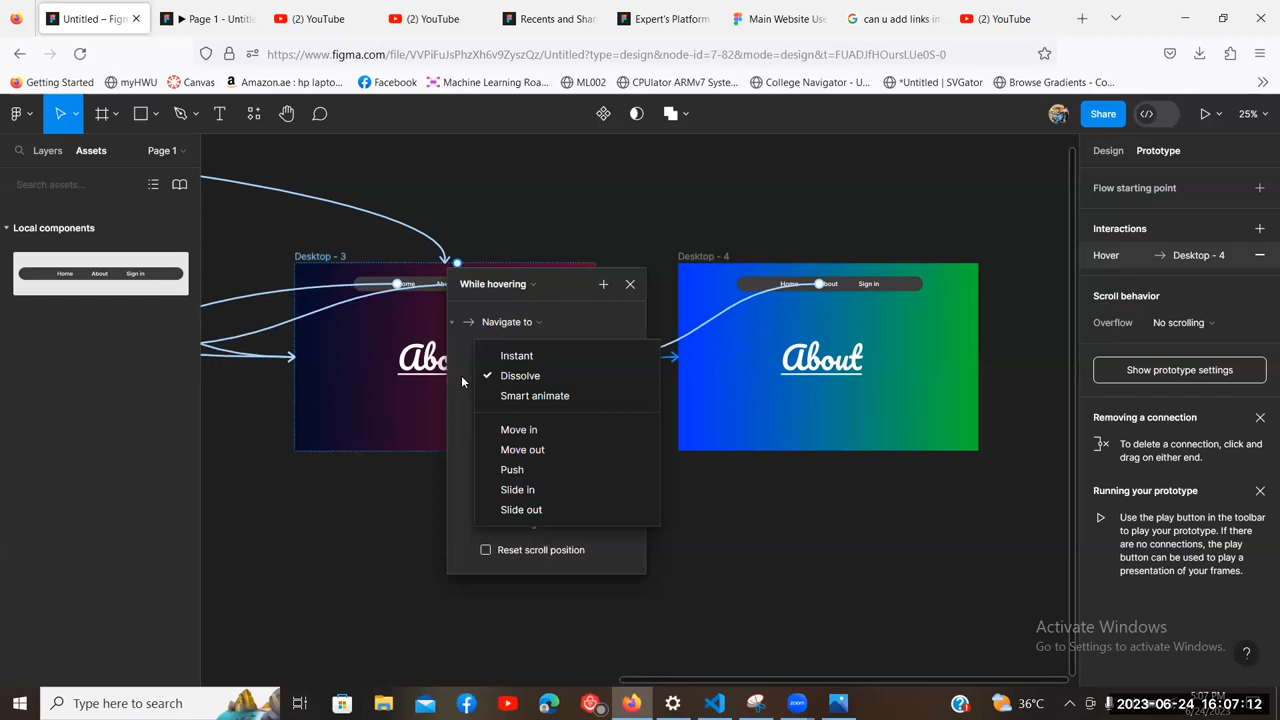 Untitled – Figm
Page 1 - Untitl
(2) YouTube
(2) YouTube
Recents and Shar
Expert's Platform
Main Website Use
can u add links in
(2) YouTube
https://www.figma.com/file/VVPiFuJsPhzXh6v9ZyszQz/Untitled?type=design&node-id=7-82&mode=design&t=FUADJfHOursLUe0S-0
Getting Started
myHWU
Canvas
Amazon.ae : hp lapto...
Facebook
Machine Learning Roa...
ML002
CPUlator ARMv7 Syste...
College Navigator - U...
*Untitled | SVGator
Browse Gradients - Co...
Share
25%
Layers
Assets
Page 1
Search assets...
Local components
Home About Sign in
Desktop - 3
Desktop - 4
Home About Sign in
About
While hovering
Navigate to
Instant
Dissolve
Smart animate
Move in
Move out
Push
Slide in
Slide out
Reset scroll position
Design
Prototype
Flow starting point
Interactions
Hover
Desktop - 4
Scroll behavior
Overflow
No scrolling
Show prototype settings
Removing a connection
To delete a connection, click and
drag on either end.
Running your prototype
Use the play button in the toolbar
to play your prototype. If there
are no connections, the play
button can be used to play a
presentation of your frames.
Activate Windows
Go to Settings to activate Windows.
Type here to search
zoom
36°C
5:07 PM
2023-06-24 16:07:12